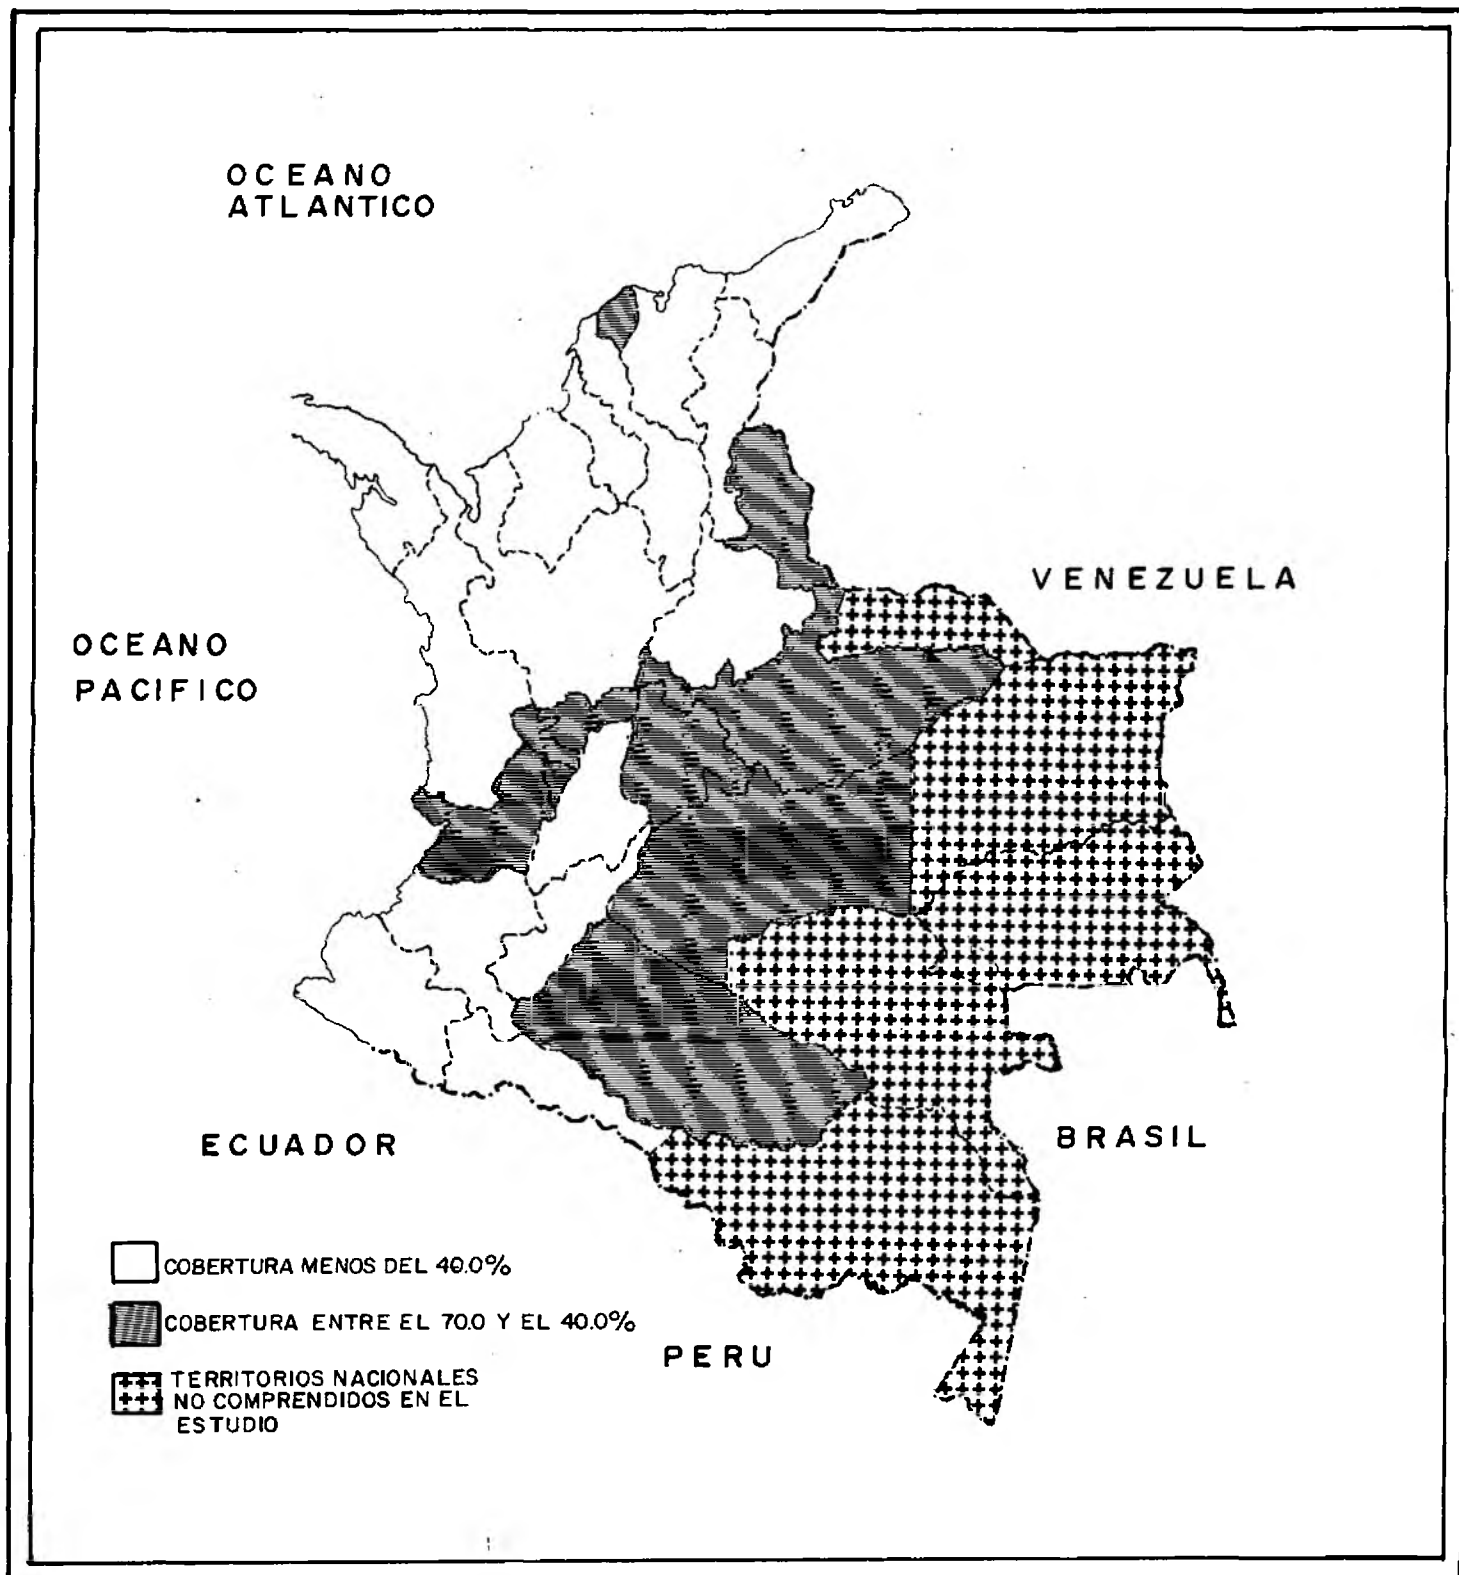 OCEANO
ATLANTICO
VENEZUELA
OCEANO
PACIFICO
ECUADOR
BRASIL
COBERTURA MENOS DEL 40.0%
COBERTURA ENTRE EL 70.0 Y EL 40.0%
PERU
TERRITORIOS NACIONALES
NO COMPRENDIDOS EN EL
ESTUDIO